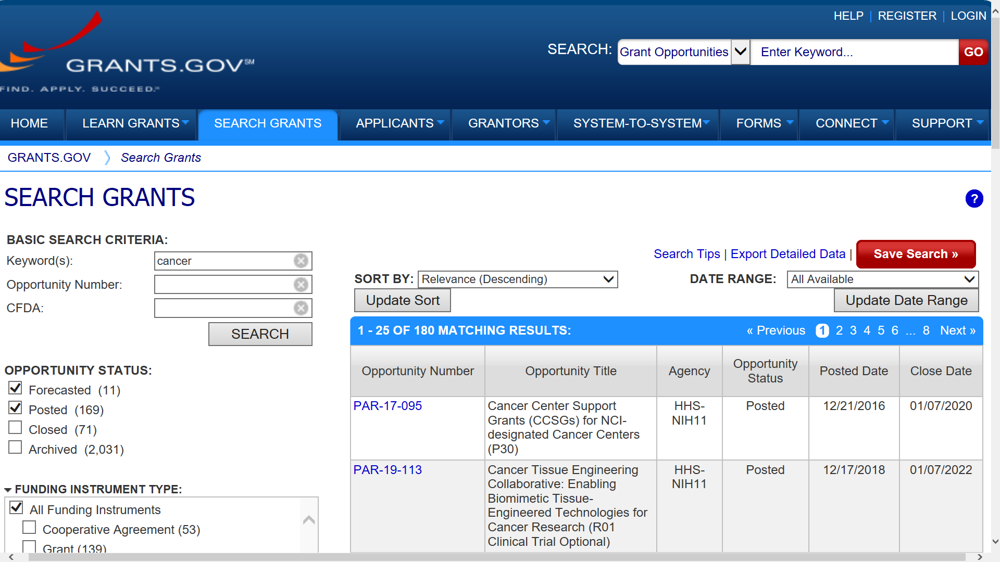 HELP | REGISTER | LOGIN
SEARCH: Grant Opportunities Enter Keyword... GO
GRANTS.GOV℠
FIND. APPLY. SUCCEED.℠
HOME LEARN GRANTS SEARCH GRANTS APPLICANTS GRANTORS SYSTEM-TO-SYSTEM FORMS CONNECT SUPPORT
GRANTS.GOV Search Grants
SEARCH GRANTS
?
BASIC SEARCH CRITERIA:
Keyword(s): cancer
Opportunity Number:
CFDA:
SEARCH
OPPORTUNITY STATUS:
Forecasted (11)
Posted (169)
Closed (71)
Archived (2,031)
FUNDING INSTRUMENT TYPE:
All Funding Instruments
Cooperative Agreement (53)
Grant (139)
Search Tips | Export Detailed Data | Save Search »
SORT BY: Relevance (Descending) DATE RANGE: All Available
Update Sort Update Date Range
1 - 25 OF 180 MATCHING RESULTS: « Previous 1 2 3 4 5 6 ... 8 Next »
Opportunity Number Opportunity Title Agency Opportunity Status Posted Date Close Date
PAR-17-095 Cancer Center Support HHS- Posted 12/21/2016 01/07/2020
Grants (CCSGs) for NCI- NIH11
designated Cancer Centers
(P30)
PAR-19-113 Cancer Tissue Engineering HHS- Posted 12/17/2018 01/07/2022
Collaborative: Enabling NIH11
Biomimetic Tissue-
Engineered Technologies for
Cancer Research (R01
Clinical Trial Optional)